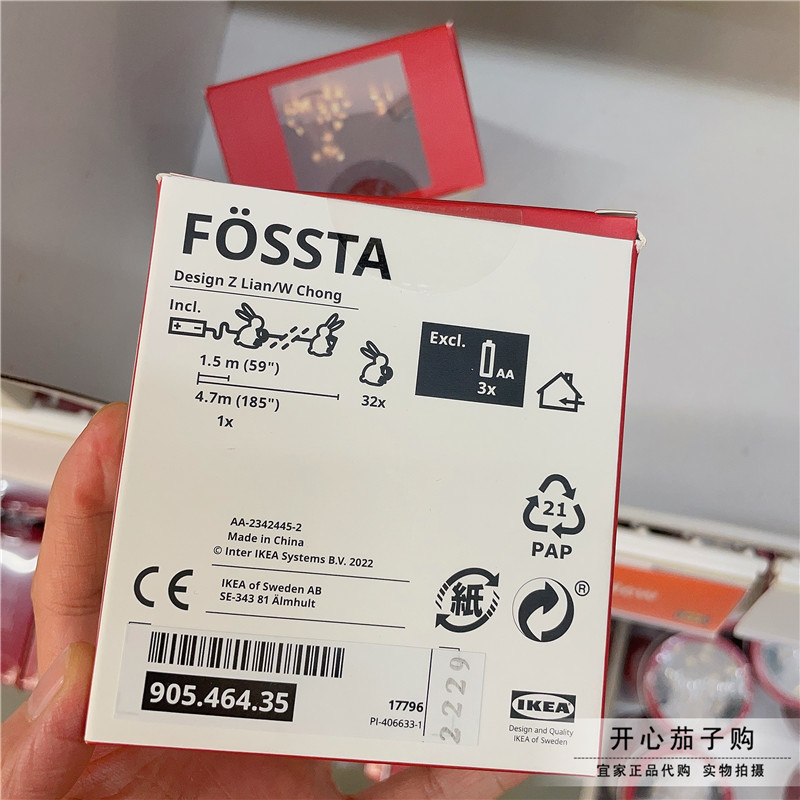 FÖSSTA
Design Z Lian/W Chong
Incl.
1.5 m (59")
4.7m (185")
1x
32x
Excl.
AA
3x
21
PAP
AA-2342445-2
Made in China
© Inter IKEA Systems B.V. 2022
CE
IKEA of Sweden AB
SE-343 81 Älmhult
紙
®
905.464.35
17796
PI-406633-1
2229
IKEA
Design and Quality
IKEA of Sweden
开心茄子购
宜家正品代购 实物拍摄